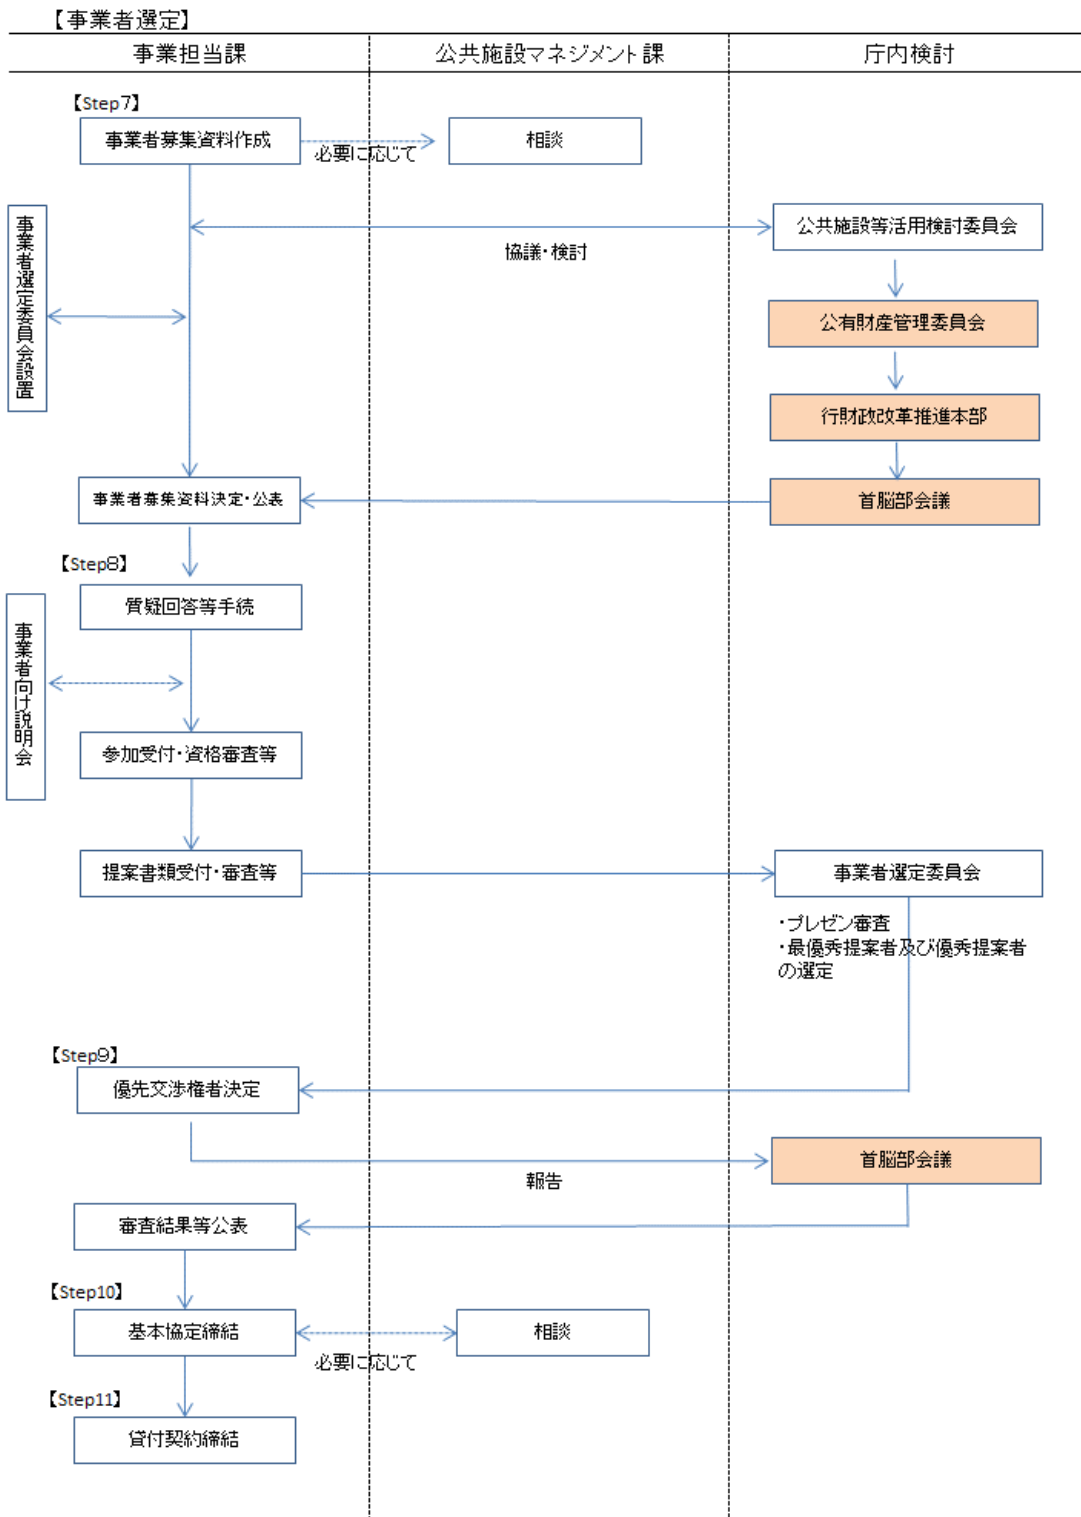 【事業者選定】
事業担当課
公共施設マネジメント課
庁内検討
【Step7】
事業者募集資料作成
必要に応じて
相談
事業者選定委員会設置
公共施設等活用検討委員会
協議・検討
公有財産管理委員会
行財政改革推進本部
事業者募集資料決定・公表
首脳部会議
【Step8】
質疑回答等手続
事業者向け説明会
参加受付・資格審査等
提案書類受付・審査等
事業者選定委員会
・プレゼン審査
・最優秀提案者及び優秀提案者
の選定
【Step9】
優先交渉権者決定
首脳部会議
報告
審査結果等公表
【Step10】
基本協定締結
必要に応じて
相談
【Step11】
貸付契約締結